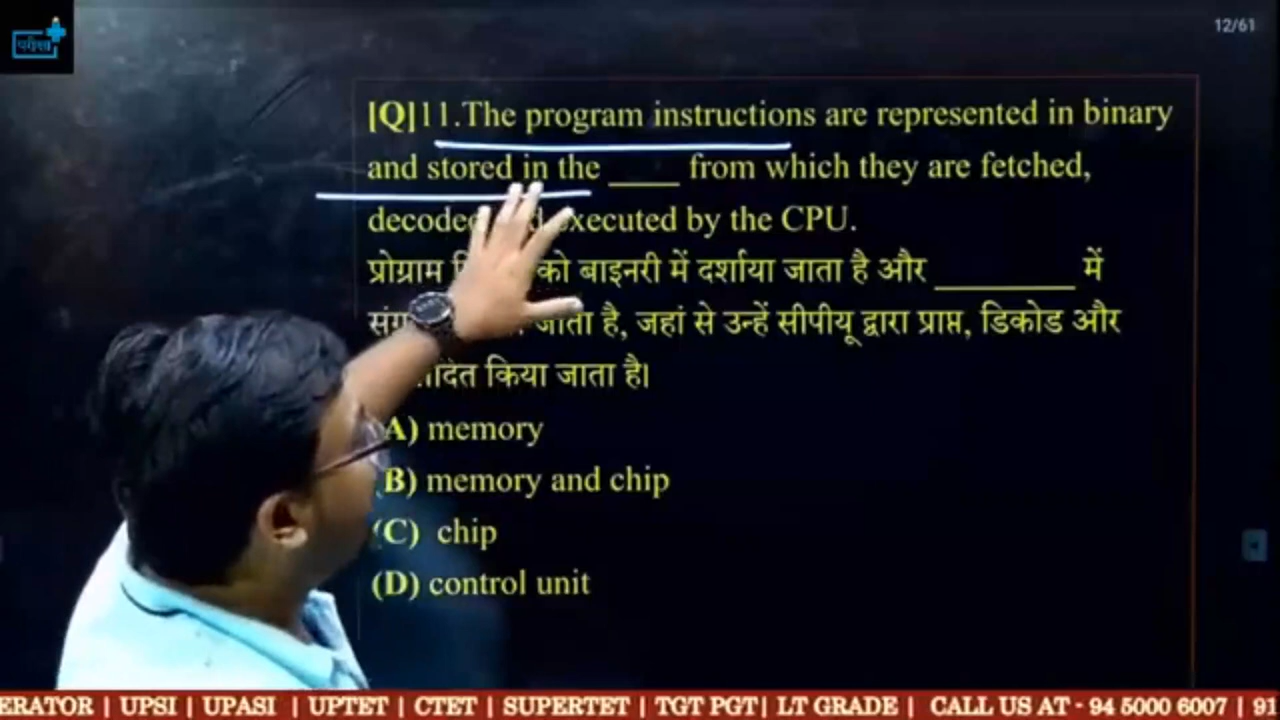 परीक्षा
12/61
[Q]11.The program instructions are represented in binary
and stored in the ____ from which they are fetched,
executed by the CPU.
प्रोग्राम को बाइनरी में दर्शाया जाता है और __________ में
जाता है, जहां से उन्हें सीपीयू द्वारा प्राप्त, डिकोड और
किया जाता है।
A) memory
(B) memory and chip
(C) chip
(D) control unit
ERATOR | UPSI | UPASI | UPTET | CTET | SUPERTET | TGT PGT| LT GRADE | CALL US AT - 94 5000 6007 | 91